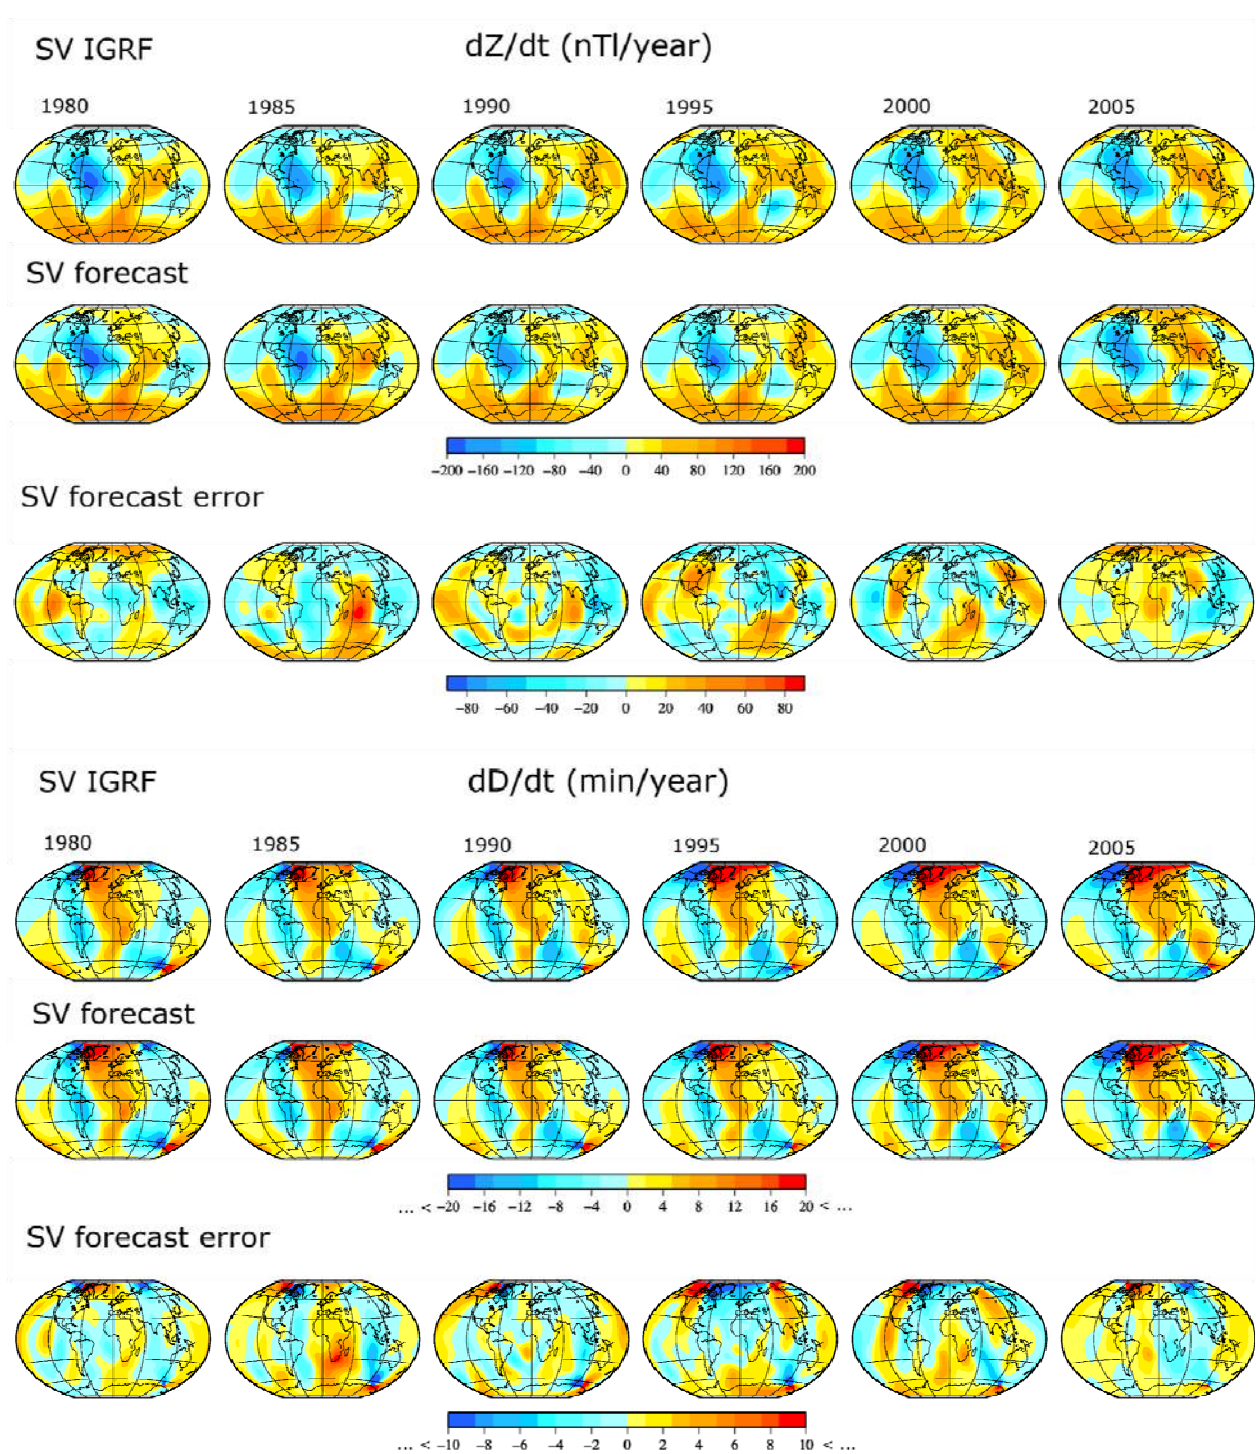 SV IGRF dZ/dt (nTl/year)
1980 1985 1990 1995 2000 2005
SV forecast
−200 −160 −120 −80 −40 0 40 80 120 160 200
SV forecast error
−80 −60 −40 −20 0 20 40 60 80
SV IGRF dD/dt (min/year)
1980 1985 1990 1995 2000 2005
SV forecast
... < −20 −16 −12 −8 −4 0 4 8 12 16 20 < ...
SV forecast error
... < −10 −8 −6 −4 −2 0 2 4 6 8 10 < ...